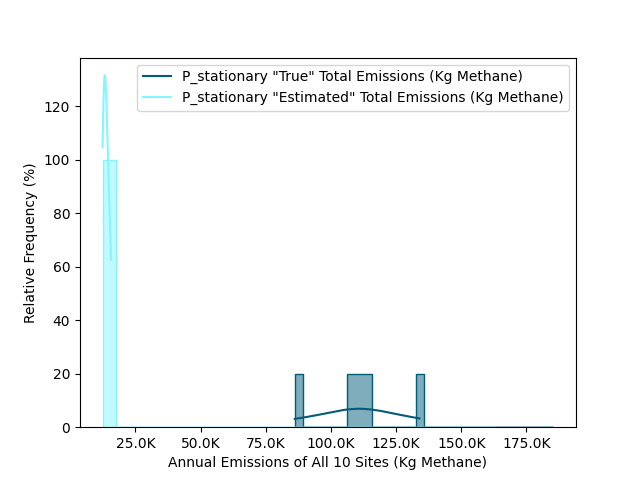 P_stationary "True" Total Emissions (Kg Methane)
P_stationary "Estimated" Total Emissions (Kg Methane)
120
100
80
60
40
20
0
Relative Frequency (%)
25.0K 50.0K 75.0K 100.0K 125.0K 150.0K 175.0K
Annual Emissions of All 10 Sites (Kg Methane)